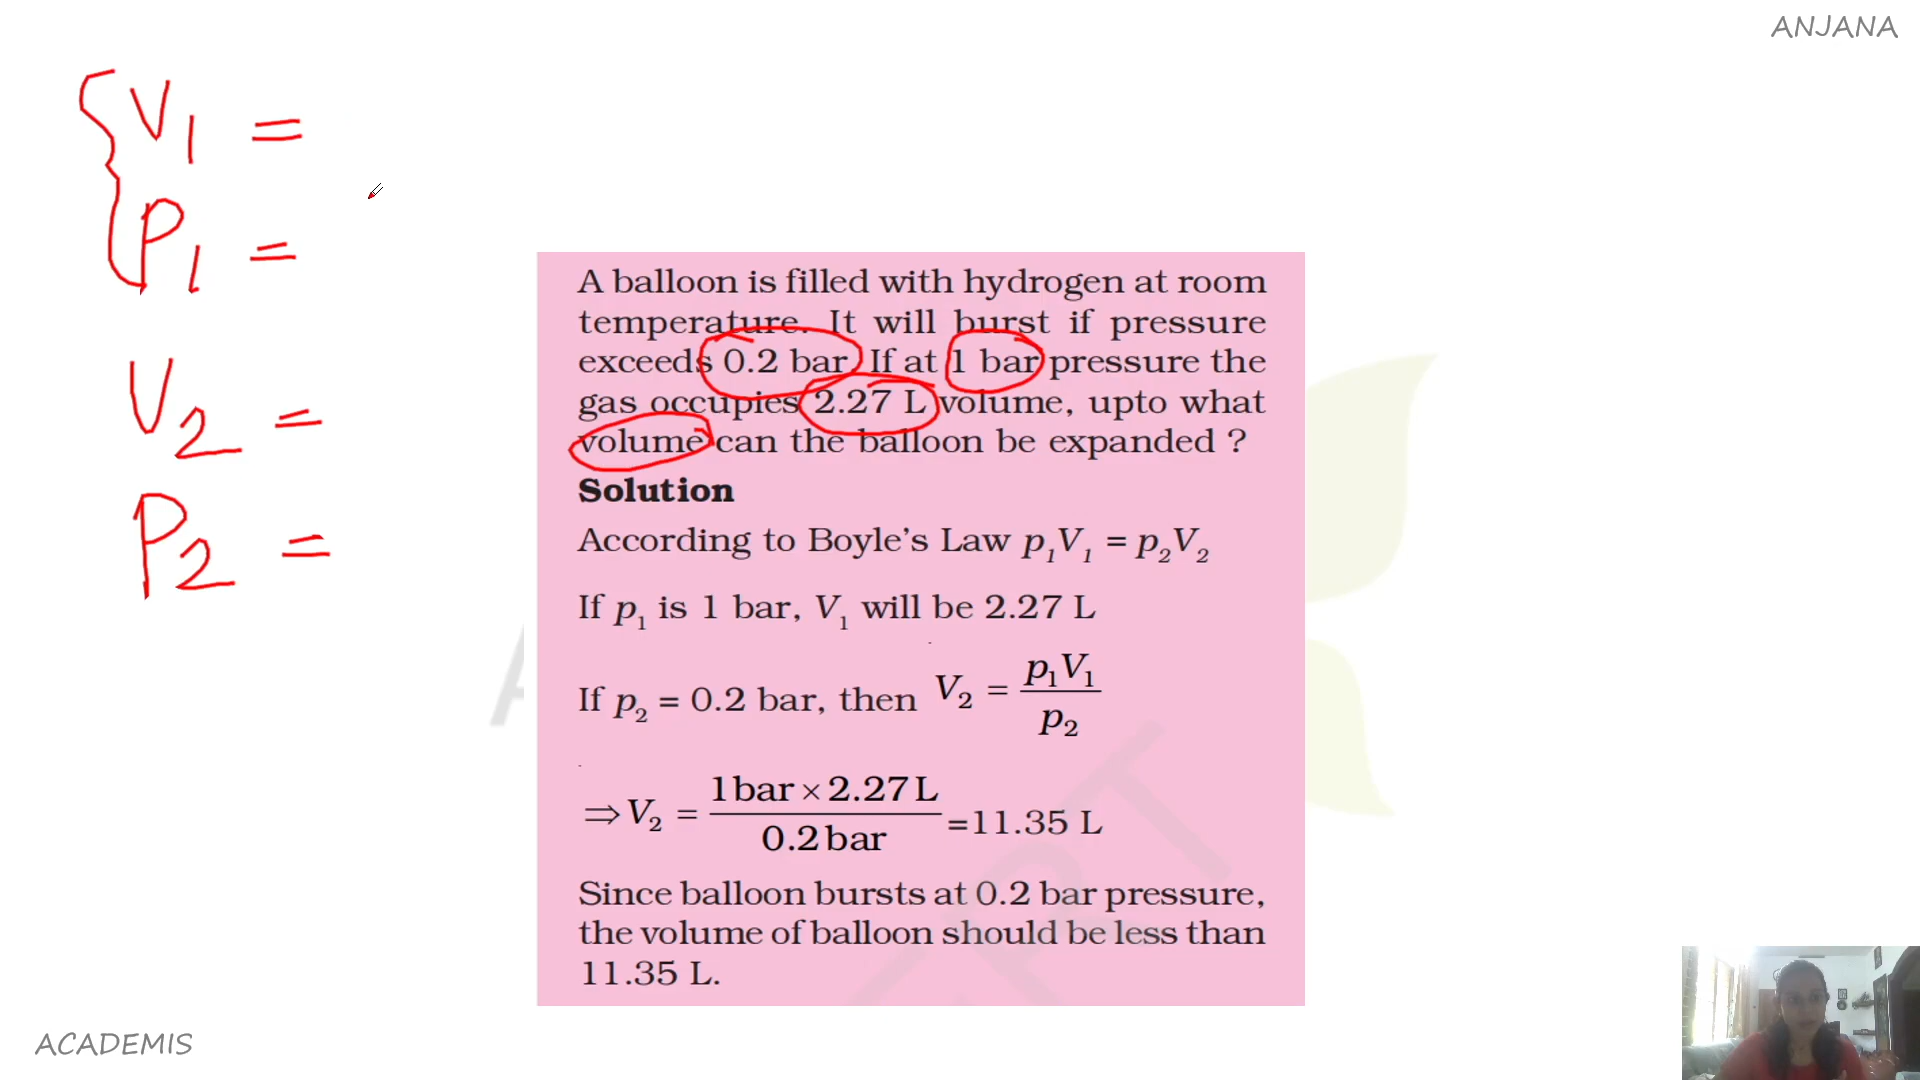 ANJANA
V1 =
P1 =
V2 =
P2 =
A balloon is filled with hydrogen at room
temperature. It will burst if pressure
exceeds 0.2 bar. If at 1 bar pressure the
gas occupies 2.27 L volume, upto what
volume can the balloon be expanded ?
Solution
According to Boyle's Law p₁V₁ = p₂V₂
If p₁ is 1 bar, V₁ will be 2.27 L
If p₂ = 0.2 bar, then V₂ = p₁V₁ / p₂
⇒ V₂ = 1 bar × 2.27 L / 0.2 bar =11.35 L
Since balloon bursts at 0.2 bar pressure,
the volume of balloon should be less than
11.35 L.
ACADEMIS